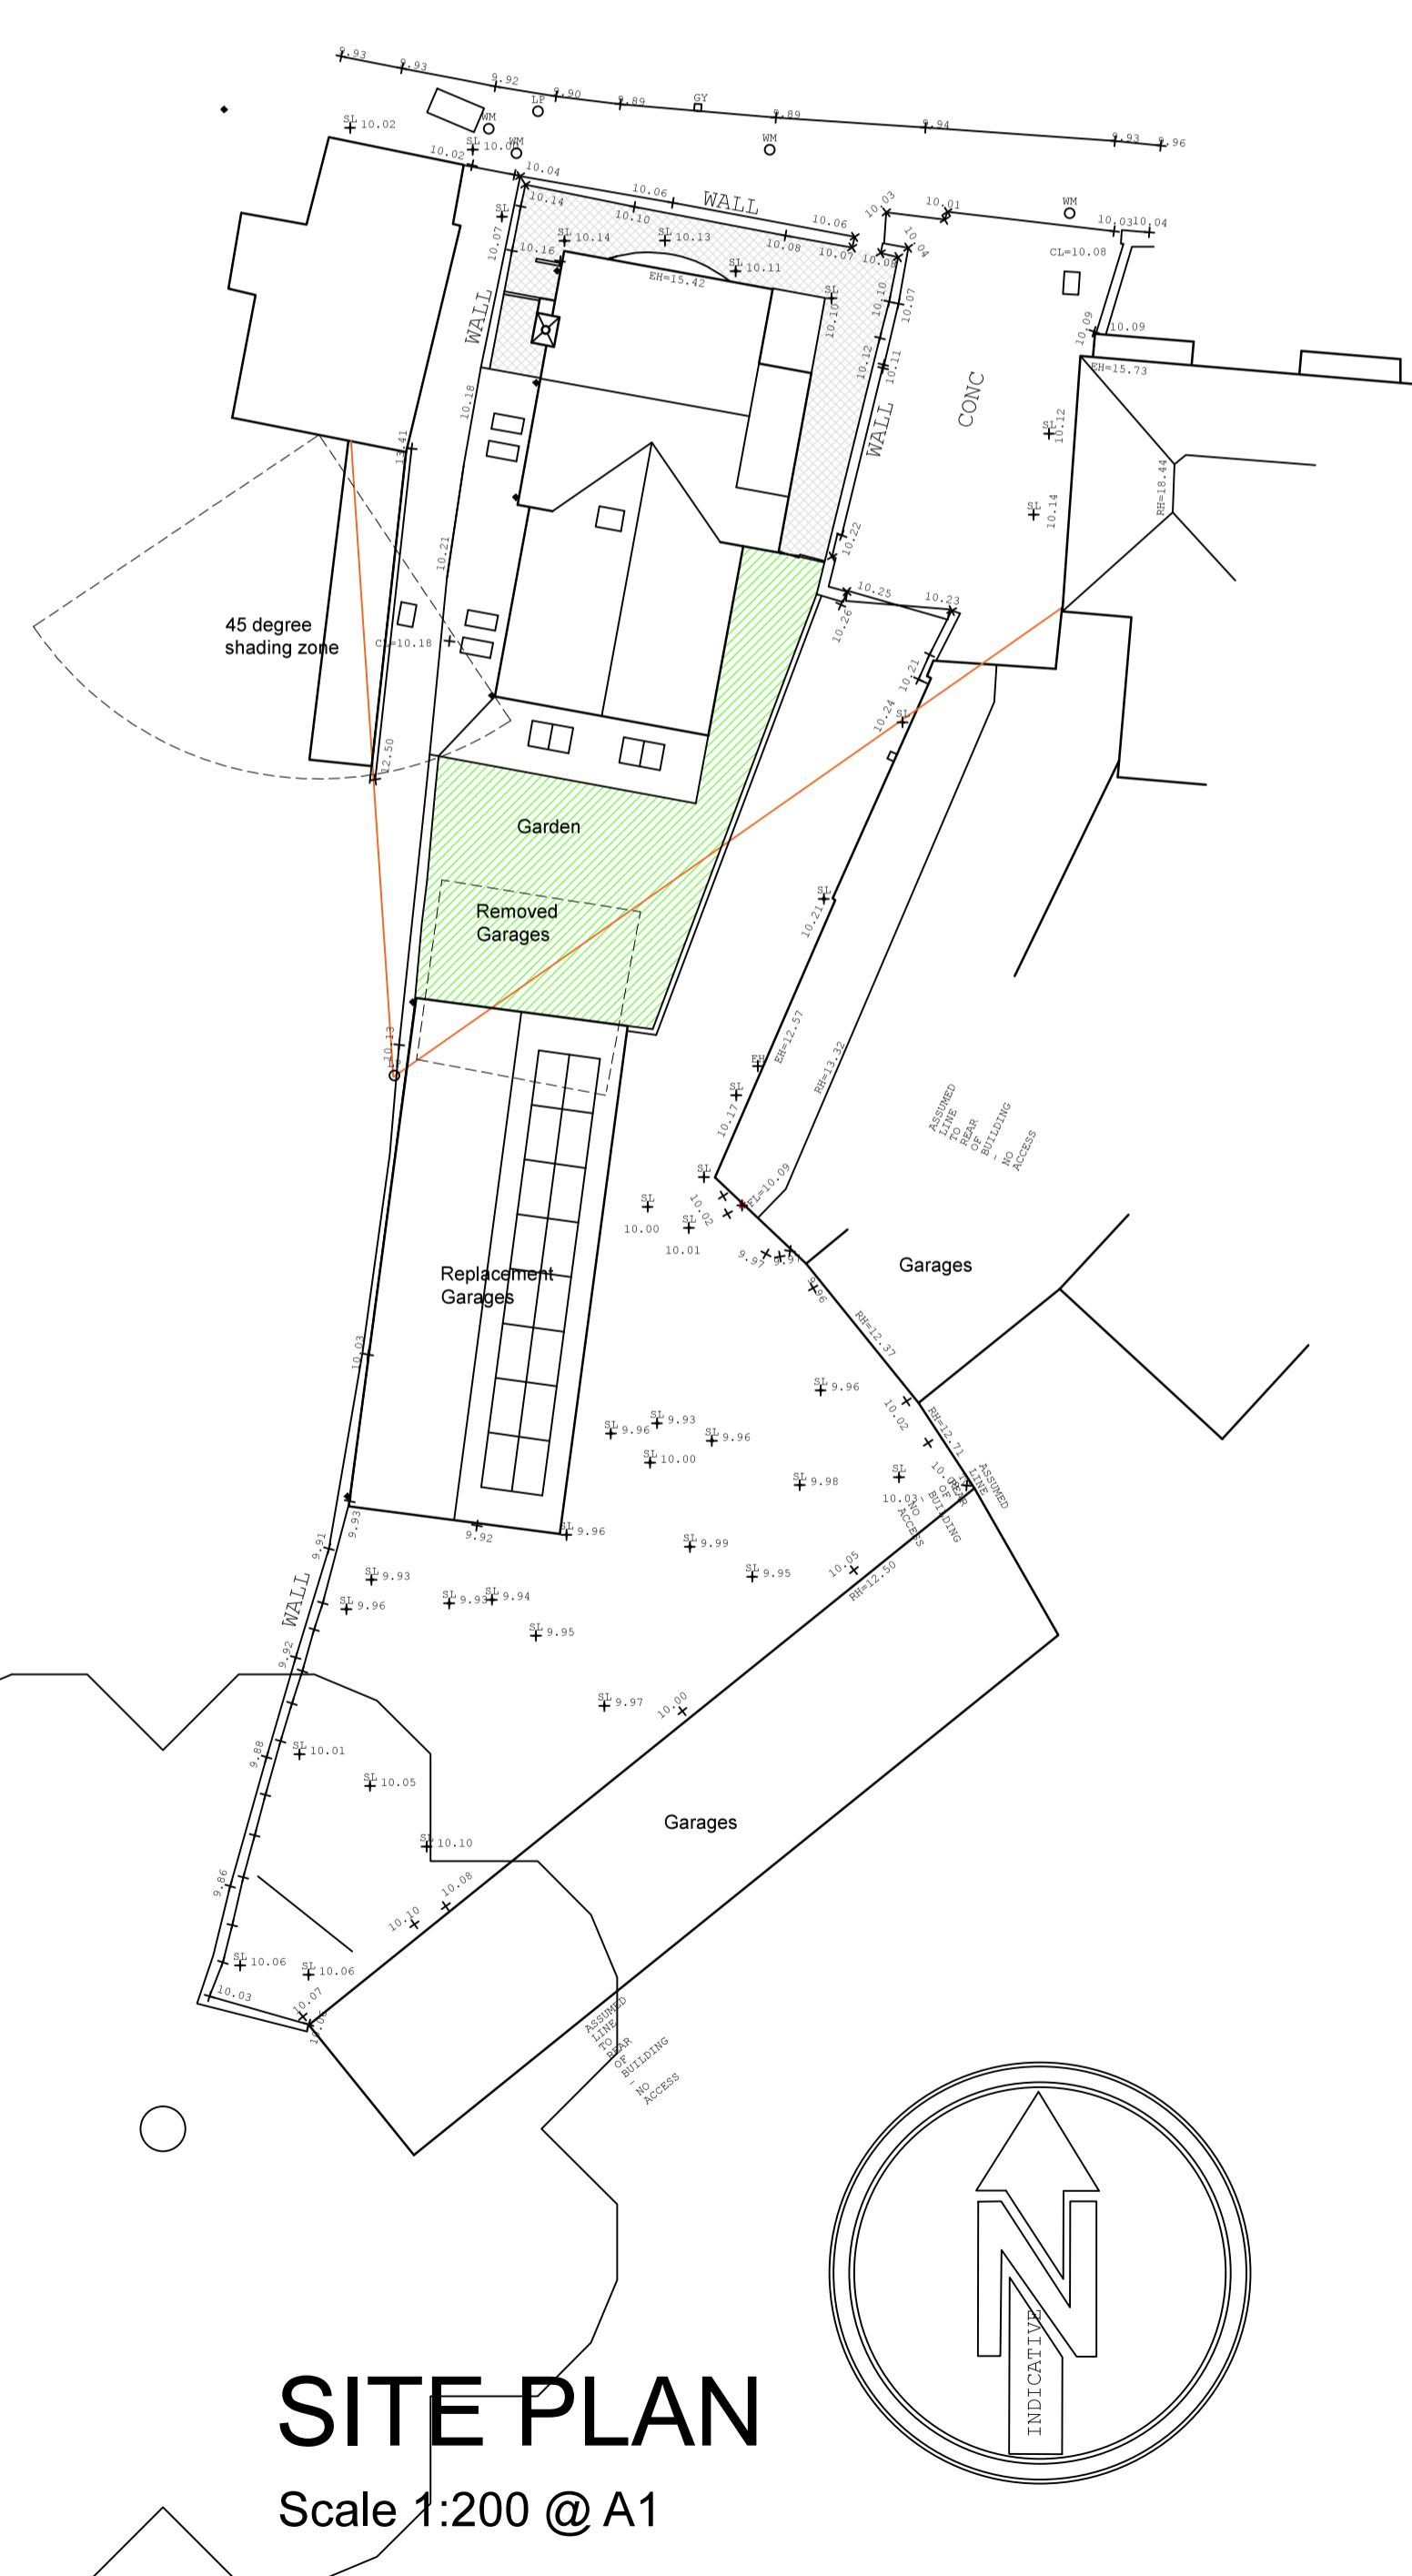 9.93
9.93
9.92
9.90
9.89
GY
9.89
9.94
9.93
9.96
LP
WM
WM
WM
SL 10.02
SL
10.02
10.04
10.06
WALL
10.06
10.03
10.01
WM
10.03
10.04
CL=10.08
SL
10.14
10.10
10.08
10.07
10.08
10.04
10.07
10.16
SL
10.14
SL
10.13
SL
10.11
EH=15.42
SL
10.10
10.10
10.07
10.09
10.09
EH=15.73
WALL
10.12
10.11
WALL
CONC
10.18
SL
10.12
13.41
RH=18.44
SL
10.14
10.21
10.22
10.25
10.23
10.26
45 degree
shading zone
CL=10.18
10.21
10.24
SL
12.50
Garden
SL
10.21
Removed
Garages
10.13
EH=12.57
RH=13.32
EH
SL
10.17
ASSUMED
LINE
TO
REAR
OF
BUILDING
-
NO
ACCESS
SL
FL=10.09
10.02
SL
10.00
SL
10.01
9.97
9.97
9.96
Garages
Replacement
Garages
RH=12.37
10.03
SL 9.96
10.02
RH=12.71
SL 9.93
SL 9.96
SL 9.96
SL 10.00
SL 9.98
SL
10.03
ASSUMED
LINE
TO
REAR
OF
BUILDING
-
NO
ACCESS
9.93
9.92
SL 9.96
9.91
SL 9.99
SL 9.95
10.05
RH=12.50
SL 9.93
SL 9.96
SL 9.93
SL 9.94
WALL
SL 9.95
9.92
SL 9.97
10.00
9.88
SL 10.01
SL 10.05
Garages
SL 10.10
9.86
10.08
10.10
SL 10.06
SL 10.06
10.03
10.07
10.06
ASSUMED
LINE
TO
REAR
OF
BUILDING
-
NO
ACCESS
N
INDICATIVE
SITE PLAN
Scale 1:200 @ A1